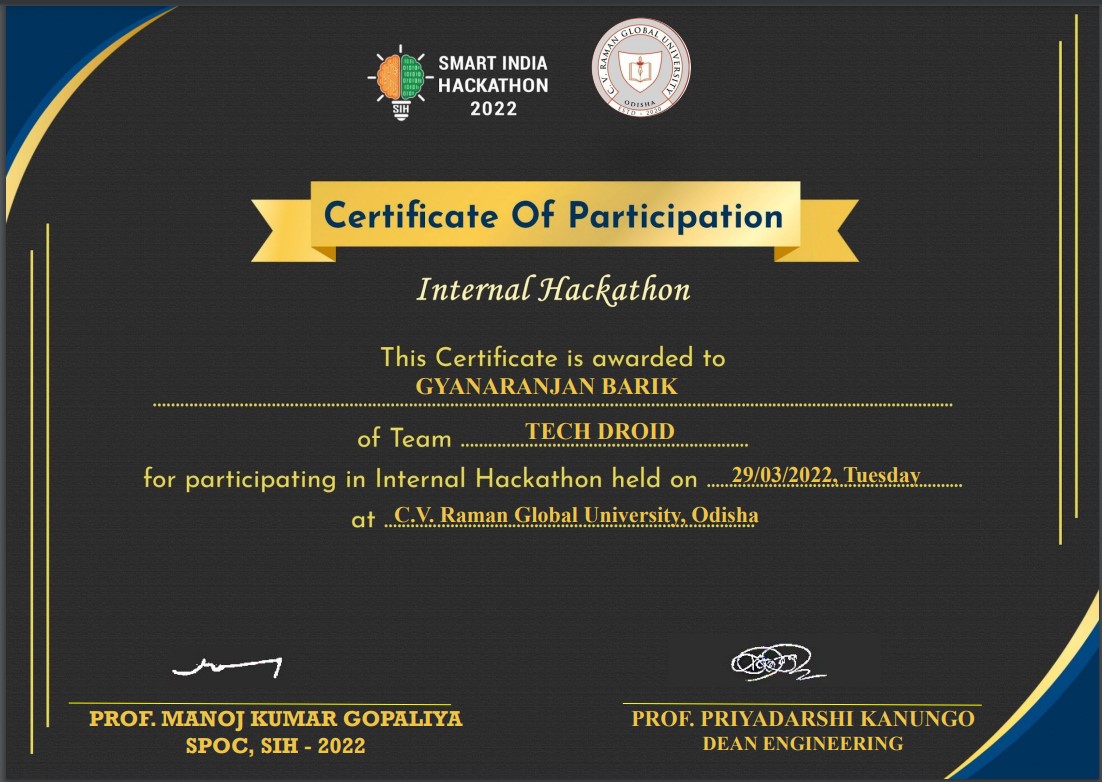 SMART INDIA
HACKATHON
2022
SIH
C. V. RAMAN GLOBAL UNIVERSITY
ODISHA
ESTD - 2020
Certificate Of Participation
Internal Hackathon
This Certificate is awarded to
GYANARANJAN BARIK
of Team TECH DROID
for participating in Internal Hackathon held on 29/03/2022, Tuesday
at C.V. Raman Global University, Odisha
PROF. MANOJ KUMAR GOPALIYA
SPOC, SIH - 2022
PROF. PRIYADARSHI KANUNGO
DEAN ENGINEERING